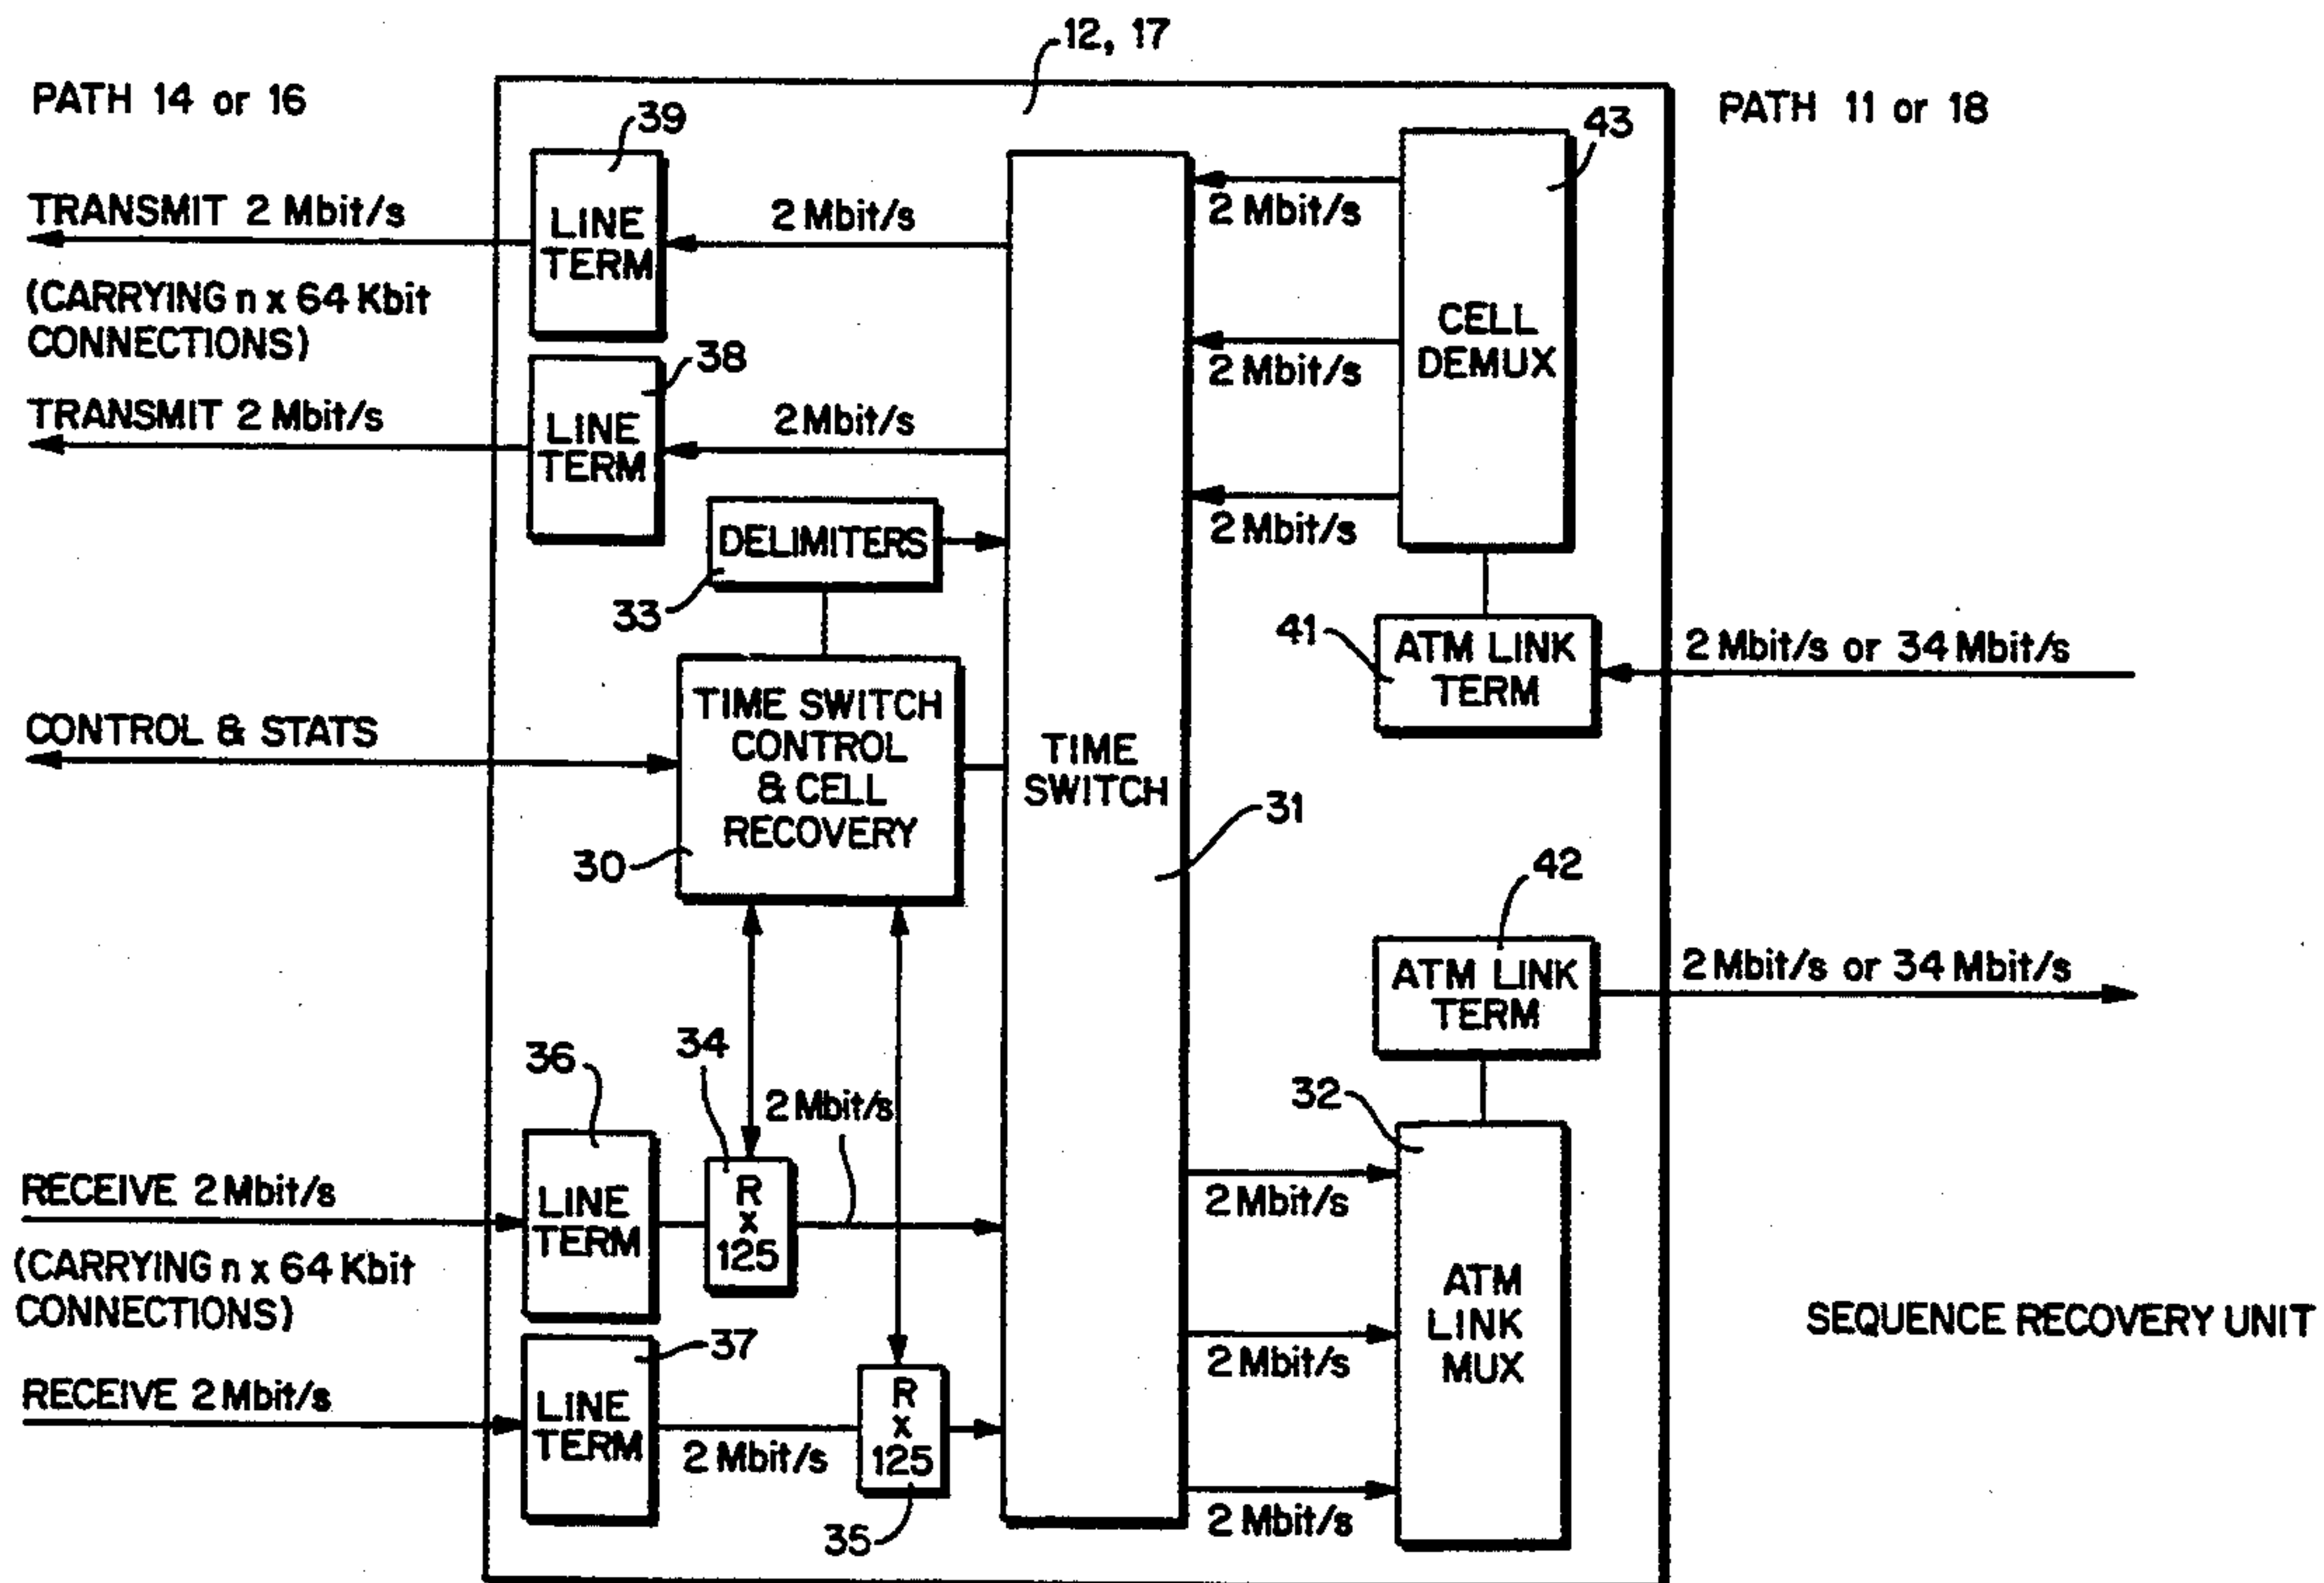 12, 17
PATH 14 or 16
PATH 11 or 18
39
43
TRANSMIT 2 Mbit/s
LINE
TERM
2 Mbit/s
2 Mbit/s
(CARRYING n x 64 Kbit
CONNECTIONS)
CELL
DEMUX
38
2 Mbit/s
TRANSMIT 2 Mbit/s
LINE
TERM
2 Mbit/s
2 Mbit/s
DELIMITERS
33
41
ATM LINK
TERM
2 Mbit/s or 34 Mbit/s
CONTROL & STATS
TIME SWITCH
CONTROL
& CELL
RECOVERY
30
TIME
SWITCH
31
42
ATM LINK
TERM
2 Mbit/s or 34 Mbit/s
36
34
2 Mbit/s
32
RECEIVE 2 Mbit/s
LINE
TERM
R
x
125
2 Mbit/s
(CARRYING n x 64 Kbit
CONNECTIONS)
ATM
LINK
MUX
SEQUENCE RECOVERY UNIT
37
2 Mbit/s
RECEIVE 2 Mbit/s
LINE
TERM
2 Mbit/s
R
x
125
35
2 Mbit/s